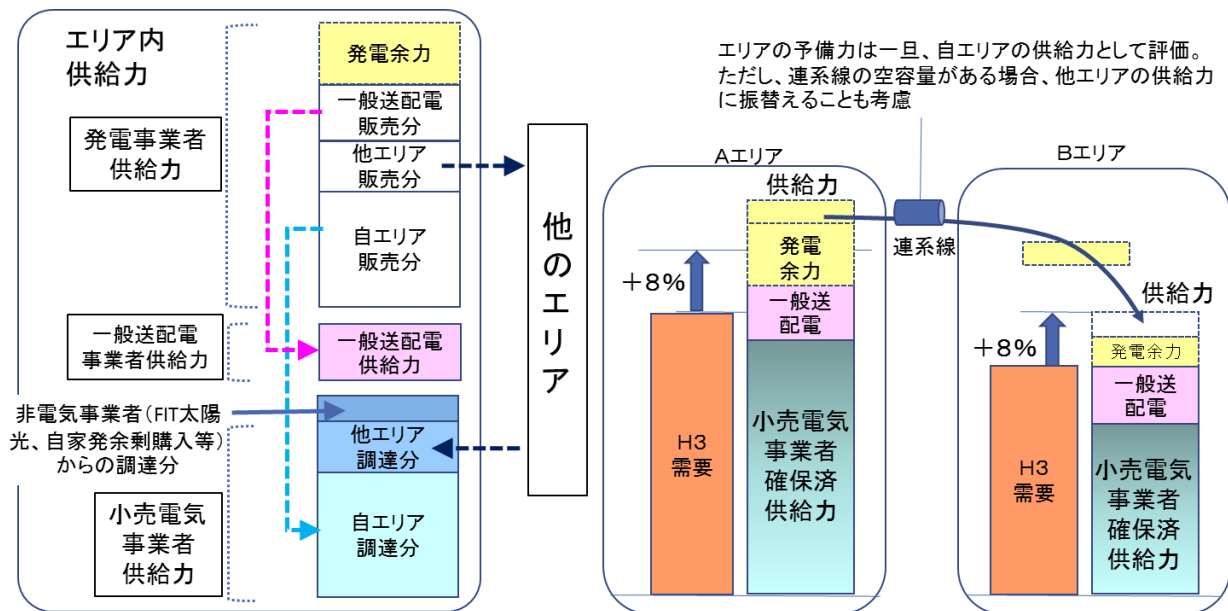 エリア内
供給力
発電余力
一般送配電
販売分
他エリア
販売分
自エリア
販売分
発電事業者
供給力
一般送配電
事業者供給力
一般送配電
供給力
非電気事業者(FIT太陽
光、自家発余剰購入等)
からの調達分
他エリア
調達分
自エリア
調達分
小売電気
事業者
供給力
他のエリア
エリアの予備力は一旦、自エリアの供給力として評価。
ただし、連系線の空容量がある場合、他エリアの供給力
に振替えることも考慮
Aエリア
供給力
発電
余力
一般送
配電
小売電気
事業者
確保済
供給力
+8%
H3
需要
連系線
Bエリア
供給力
発電余力
一般送
配電
小売電気
事業者
確保済
供給力
+8%
H3
需要